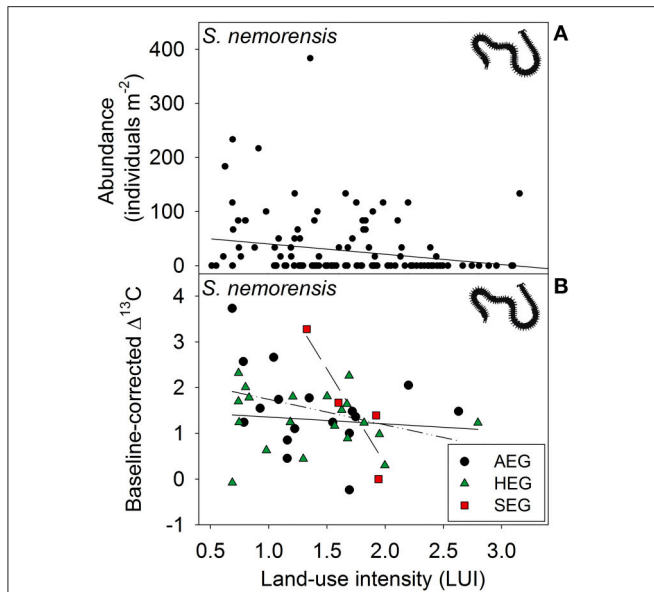 S. nemorensis
A
Abundance
(individuals m-2)
400
300
200
100
0
S. nemorensis
B
Baseline-corrected Δ13C
4
3
2
1
0
-1
AEG
HEG
SEG
0.5 1.0 1.5 2.0 2.5 3.0
Land-use intensity (LUI)